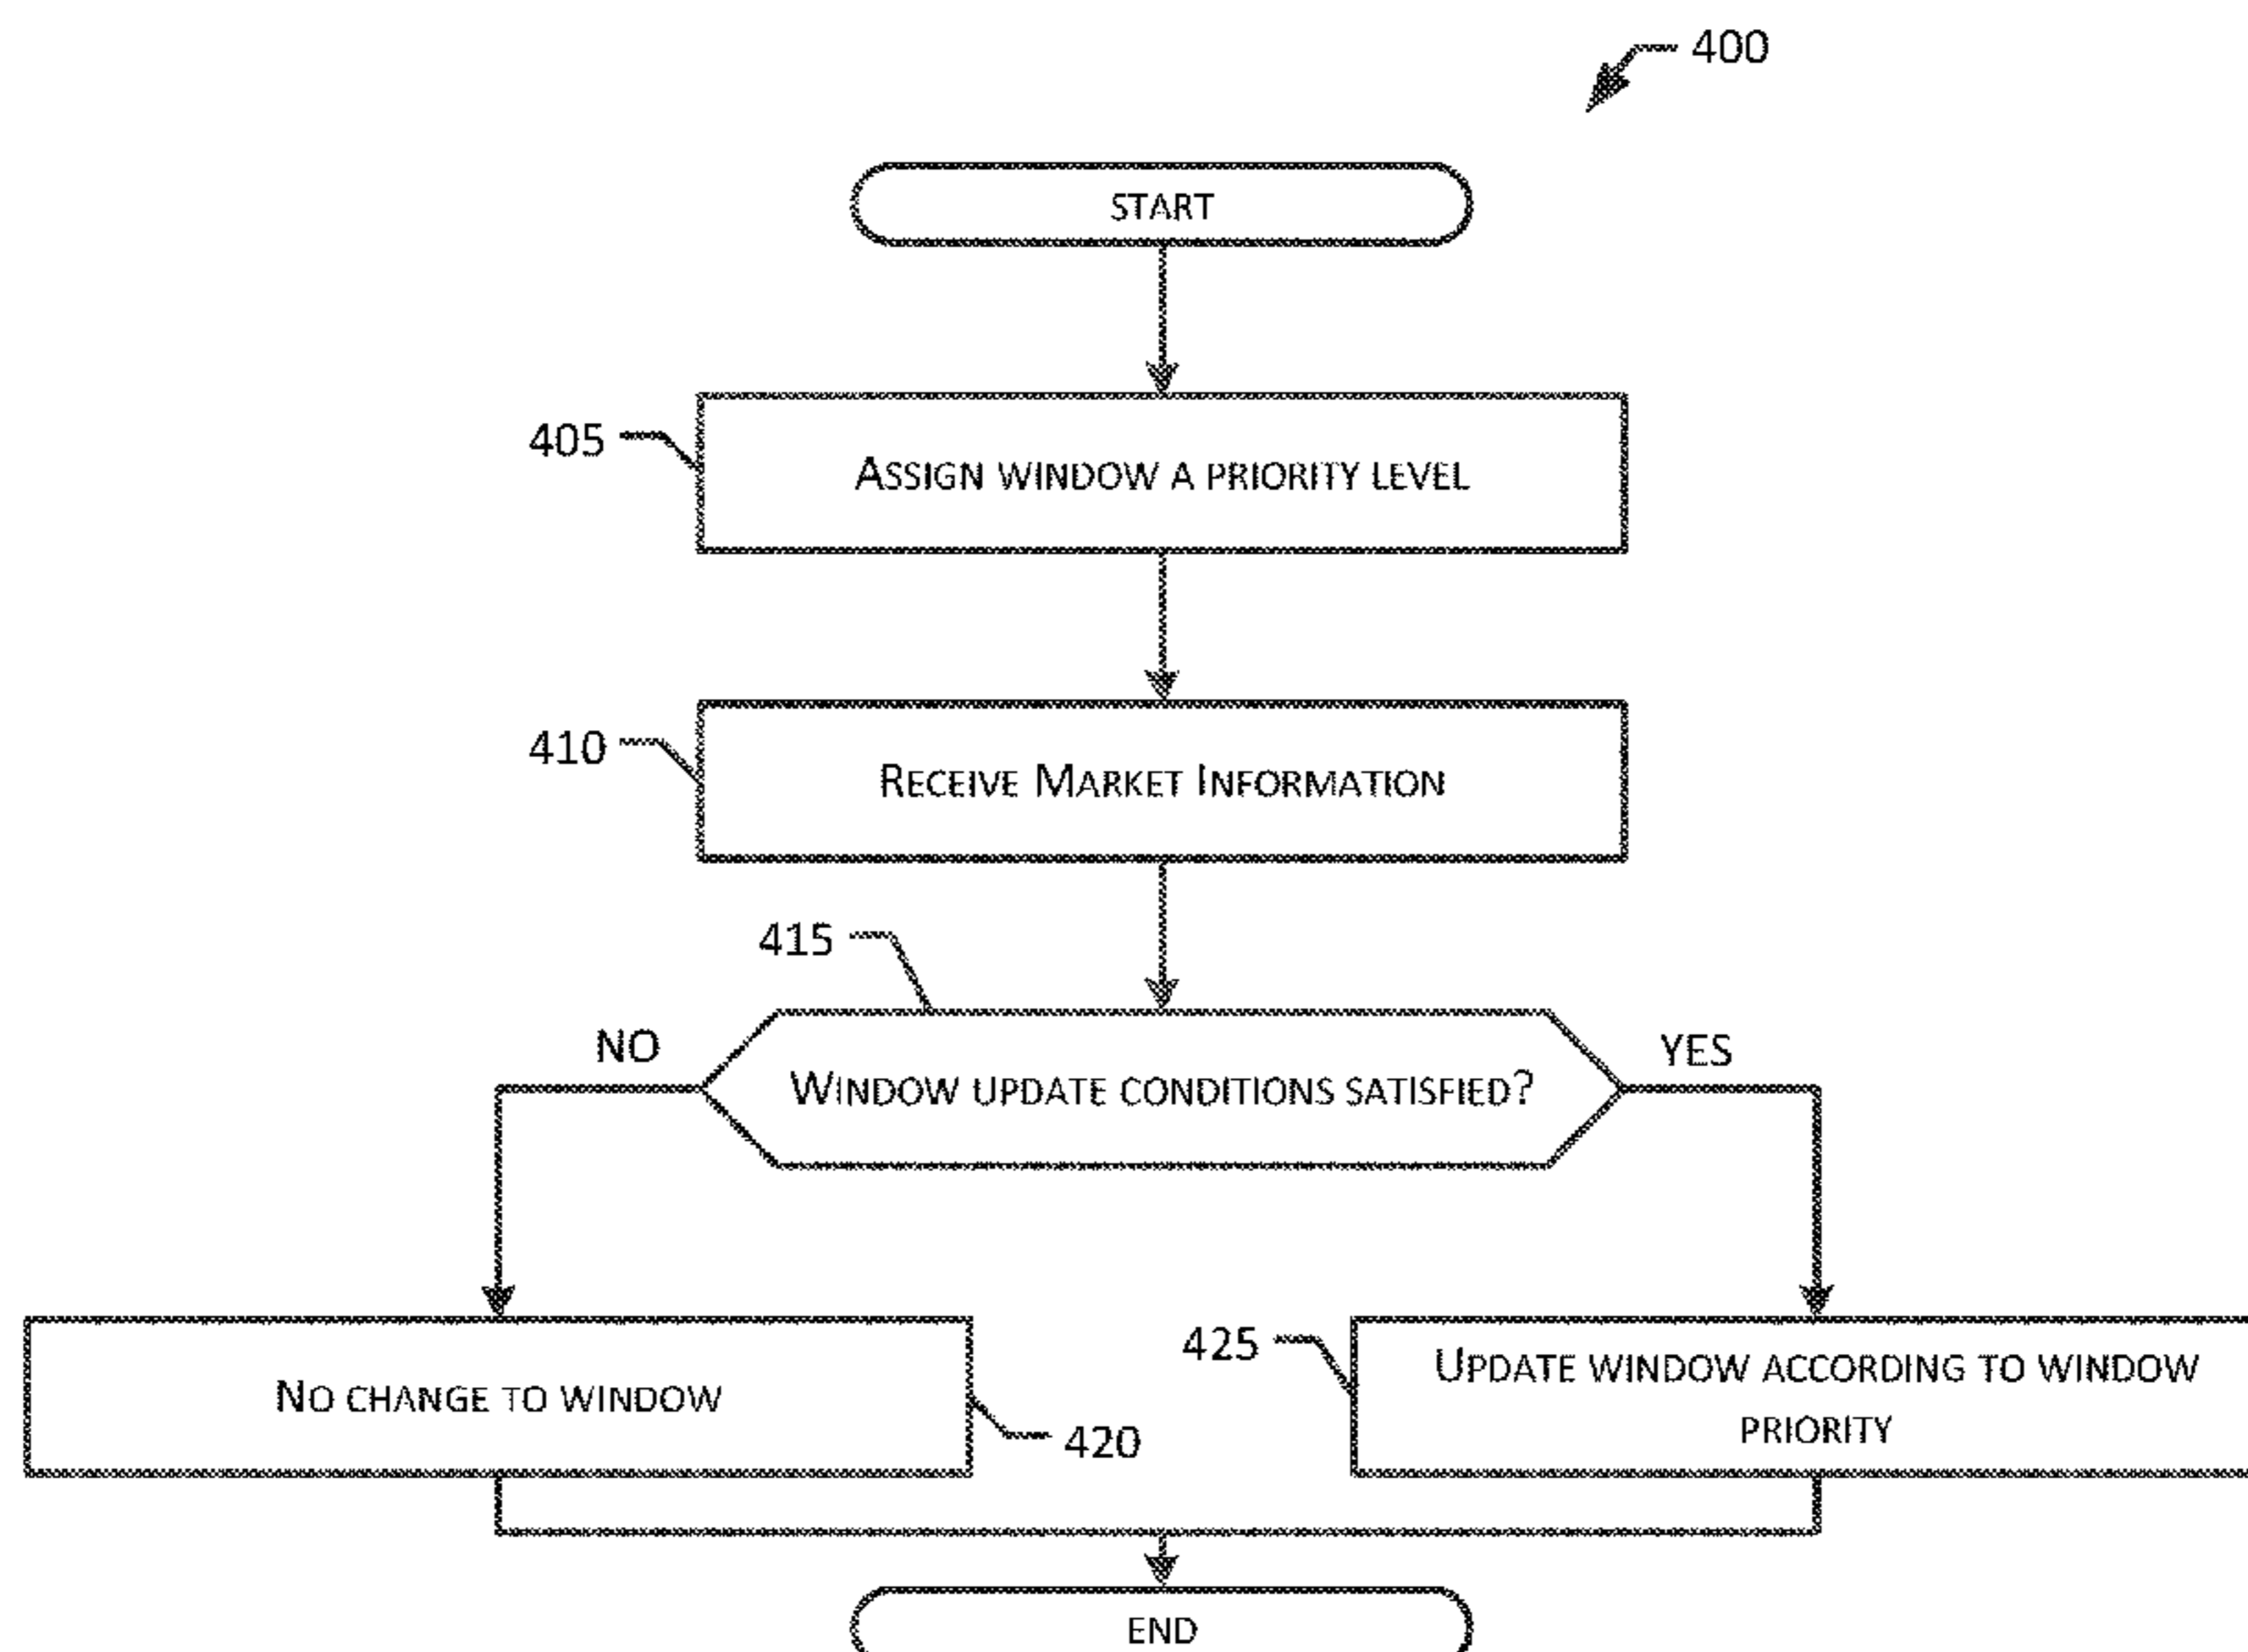 400
START
405
ASSIGN WINDOW A PRIORITY LEVEL
410
RECEIVE MARKET INFORMATION
415
NO
YES
WINDOW UPDATE CONDITIONS SATISFIED?
425
UPDATE WINDOW ACCORDING TO WINDOW
PRIORITY
NO CHANGE TO WINDOW
420
END